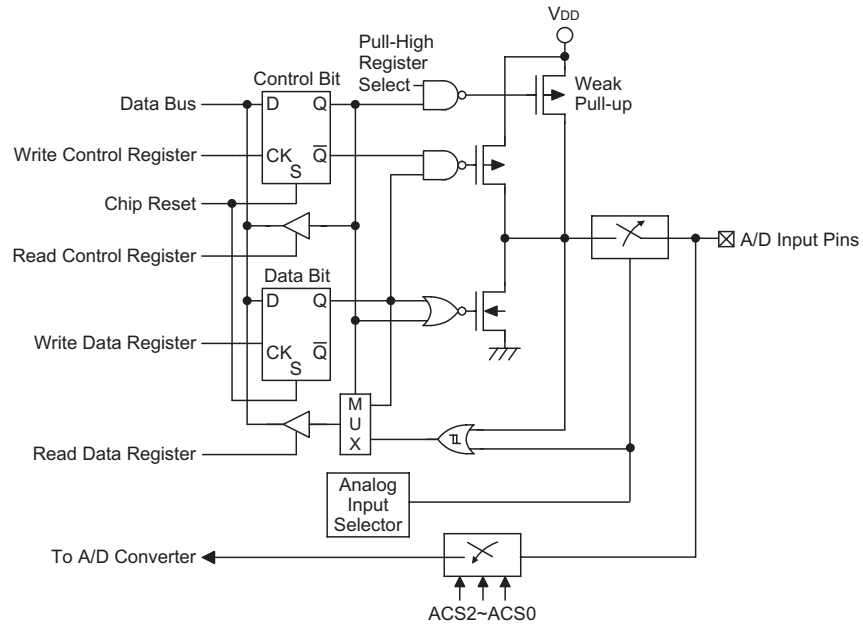 VDD
Pull-High
Register
Select
Control Bit
Weak
Pull-up
Data Bus
D
Q
Write Control Register
CK
Q
S
Chip Reset
Read Control Register
A/D Input Pins
Data Bit
D
Q
Write Data Register
CK
Q
S
M
U
X
Read Data Register
Analog
Input
Selector
To A/D Converter
ACS2~ACS0